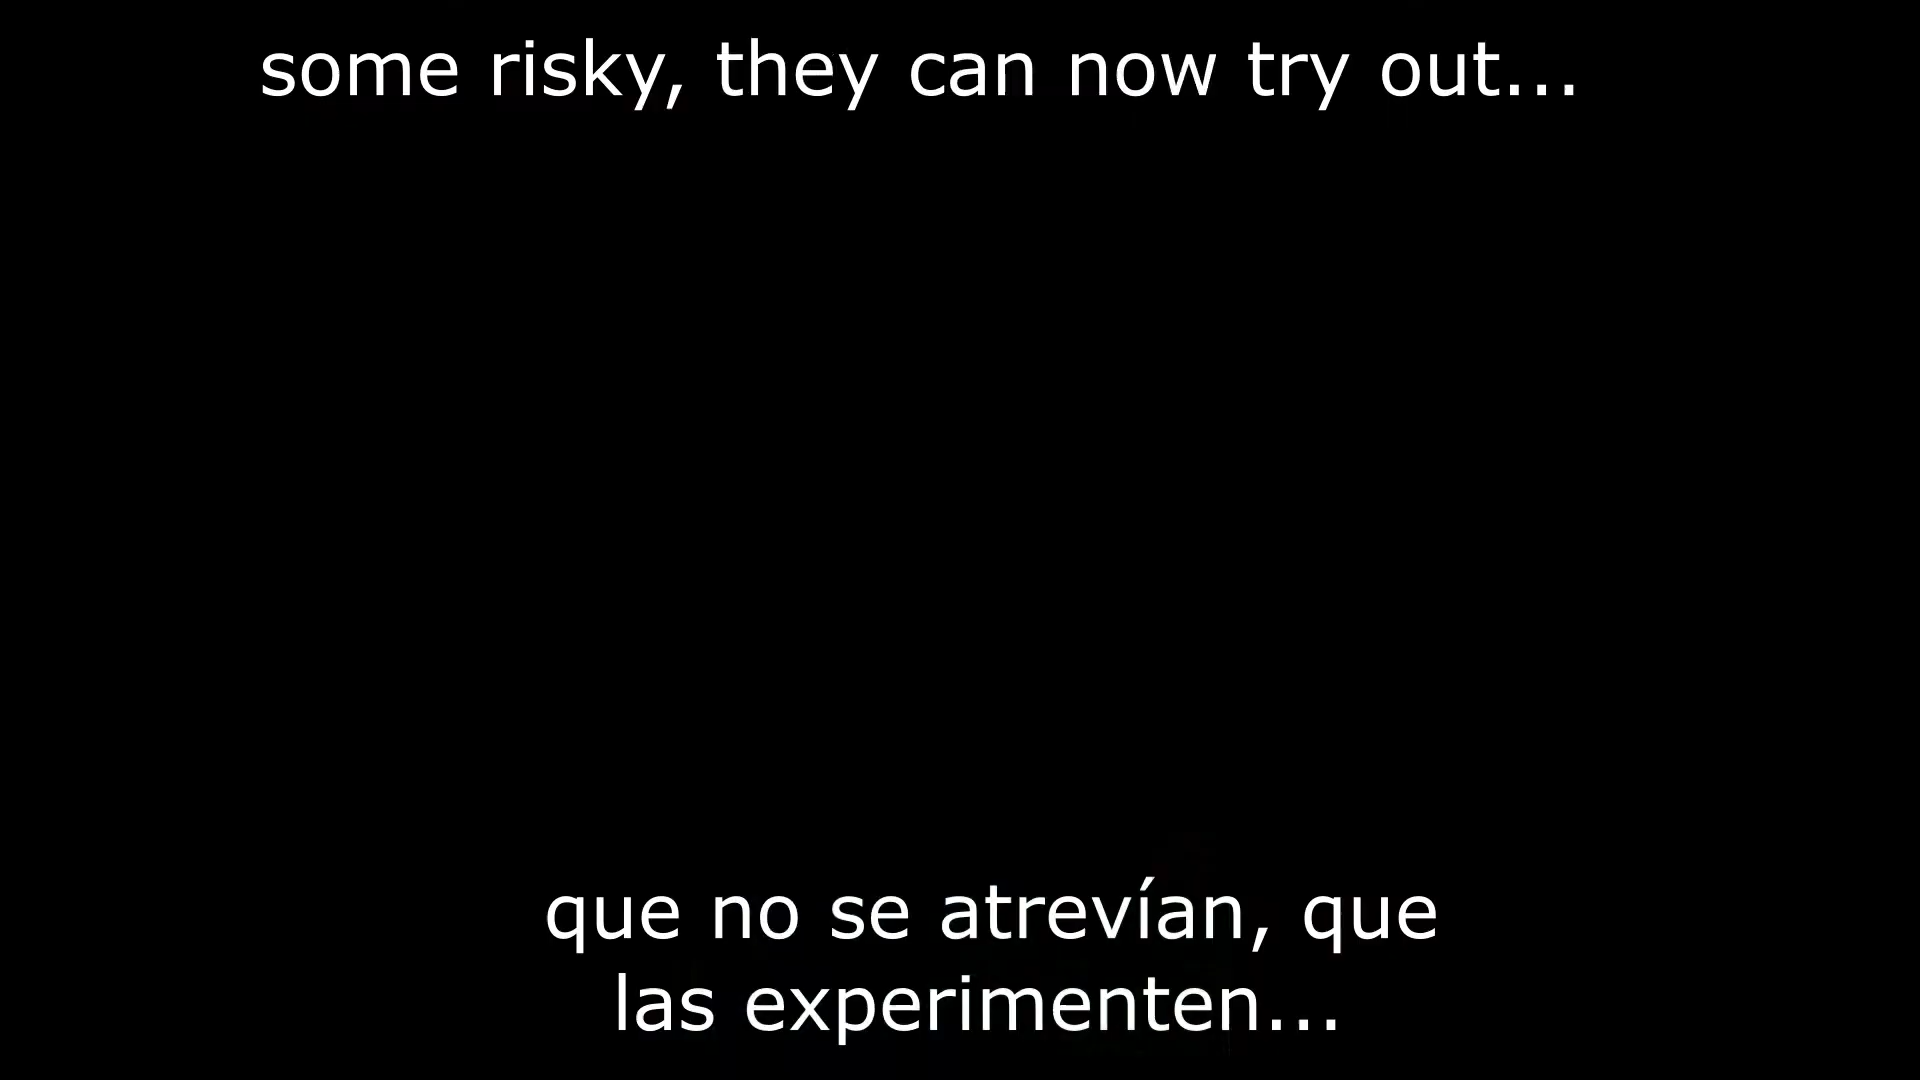 some risky, they can now try out...
que no se atrevían, que
las experimenten...